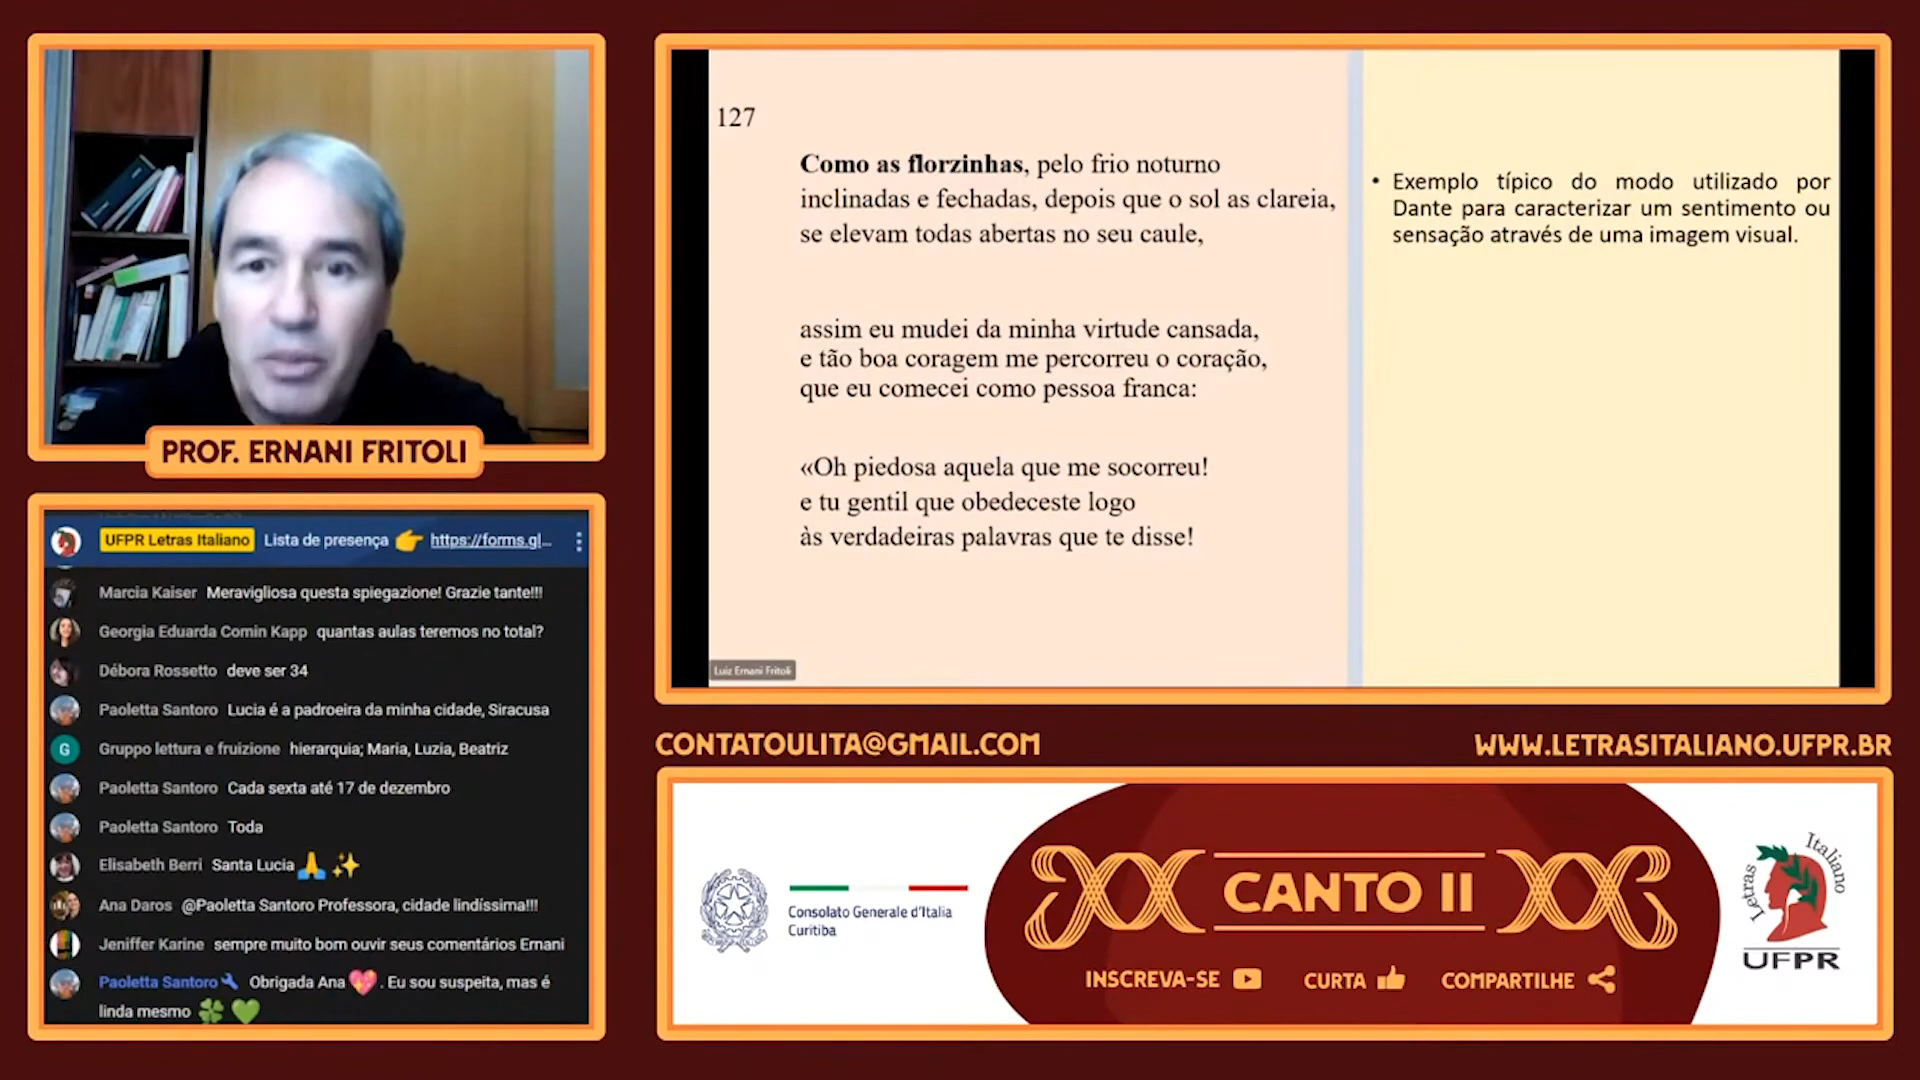 PROF. ERNANI FRITOLI
UFPR Letras Italiano Lista de presença 👉 https://forms.gl...
Marcia Kaiser Meravigliosa questa spiegazione! Grazie tante!!!
Georgia Eduarda Comin Kapp quantas aulas teremos no total?
Débora Rossetto deve ser 34
Paoletta Santoro Lucia é a padroeira da minha cidade, Siracusa
G Gruppo lettura e fruizione hierarquia; Maria, Luzia, Beatriz
Paoletta Santoro Cada sexta até 17 de dezembro
Paoletta Santoro Toda
Elisabeth Berri Santa Lucia 🙏 ✨
Ana Daros @Paoletta Santoro Professora, cidade lindíssima!!!
Jeniffer Karine sempre muito bom ouvir seus comentários Ernani
Paoletta Santoro 🔧 Obrigada Ana 💖 . Eu sou suspeita, mas é
linda mesmo 🍀 💚
127
Como as florzinhas, pelo frio noturno
inclinadas e fechadas, depois que o sol as clareia,
se elevam todas abertas no seu caule,
assim eu mudei da minha virtude cansada,
e tão boa coragem me percorreu o coração,
que eu comecei como pessoa franca:
«Oh piedosa aquela que me socorreu!
e tu gentil que obedeceste logo
às verdadeiras palavras que te disse!
Luiz Ernani Fritoli
• Exemplo típico do modo utilizado por
Dante para caracterizar um sentimento ou
sensação através de uma imagem visual.
CONTATOULITA@GMAIL.COM
WWW.LETRASITALIANO.UFPR.BR
Consolato Generale d'Italia
Curitiba
CANTO II
INSCREVA-SE
CURTA
COMPARTILHE
Letras Italiano
UFPR